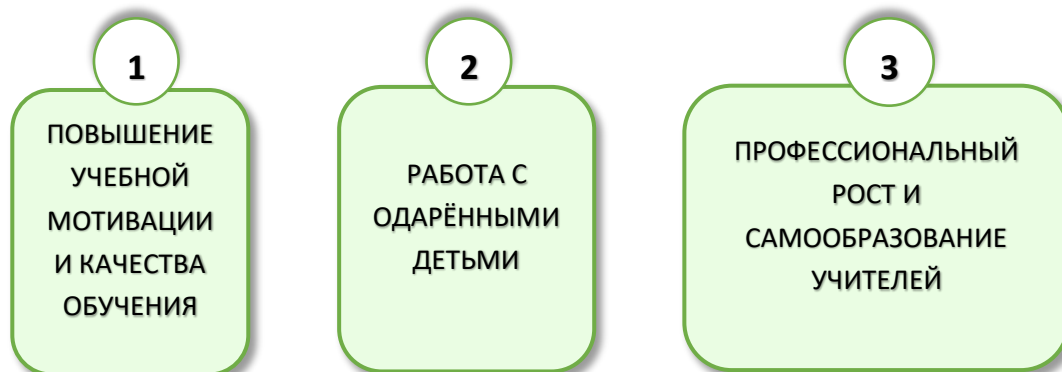 1
ПОВЫШЕНИЕ
УЧЕБНОЙ
МОТИВАЦИИ
И КАЧЕСТВА
ОБУЧЕНИЯ
2
РАБОТА С
ОДАРЁННЫМИ
ДЕТЬМИ
3
ПРОФЕССИОНАЛЬНЫЙ
РОСТ И
САМООБРАЗОВАНИЕ
УЧИТЕЛЕЙ